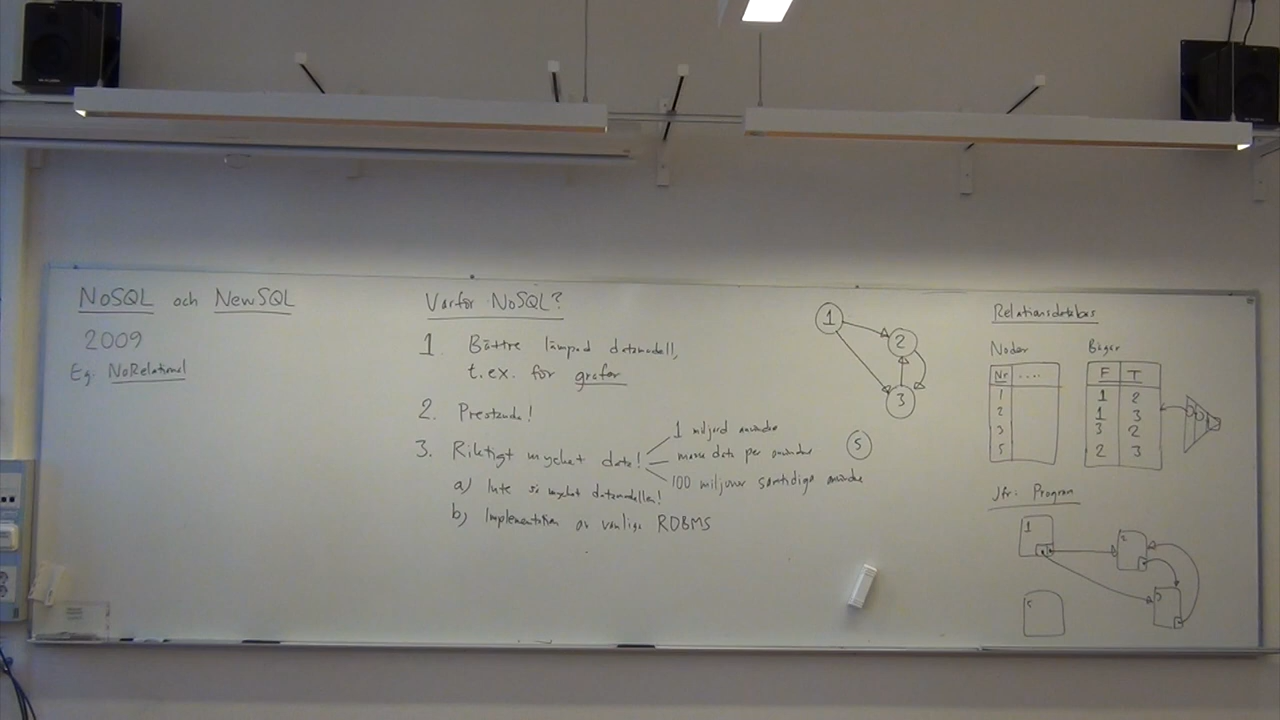 NoSQL och NewSQL
2009
Eg. NoRelational
Varför NoSQL?
1. Bättre lämpad datamodell,
t.ex. för grafer
2. Prestanda!
3. Riktigt mycket data!
1 miljard användare
massa data per användare
100 miljoner samtidiga användare
a) Inte så mycket datamodellen!
b) Implementation av vanliga RDBMS
1
2
3
5
Relationsdatabas
Noder
Nr ....
1
2
3
5
Bågar
F T
1 2
1 3
3 2
2 3
Jfr: Program
1
2
3